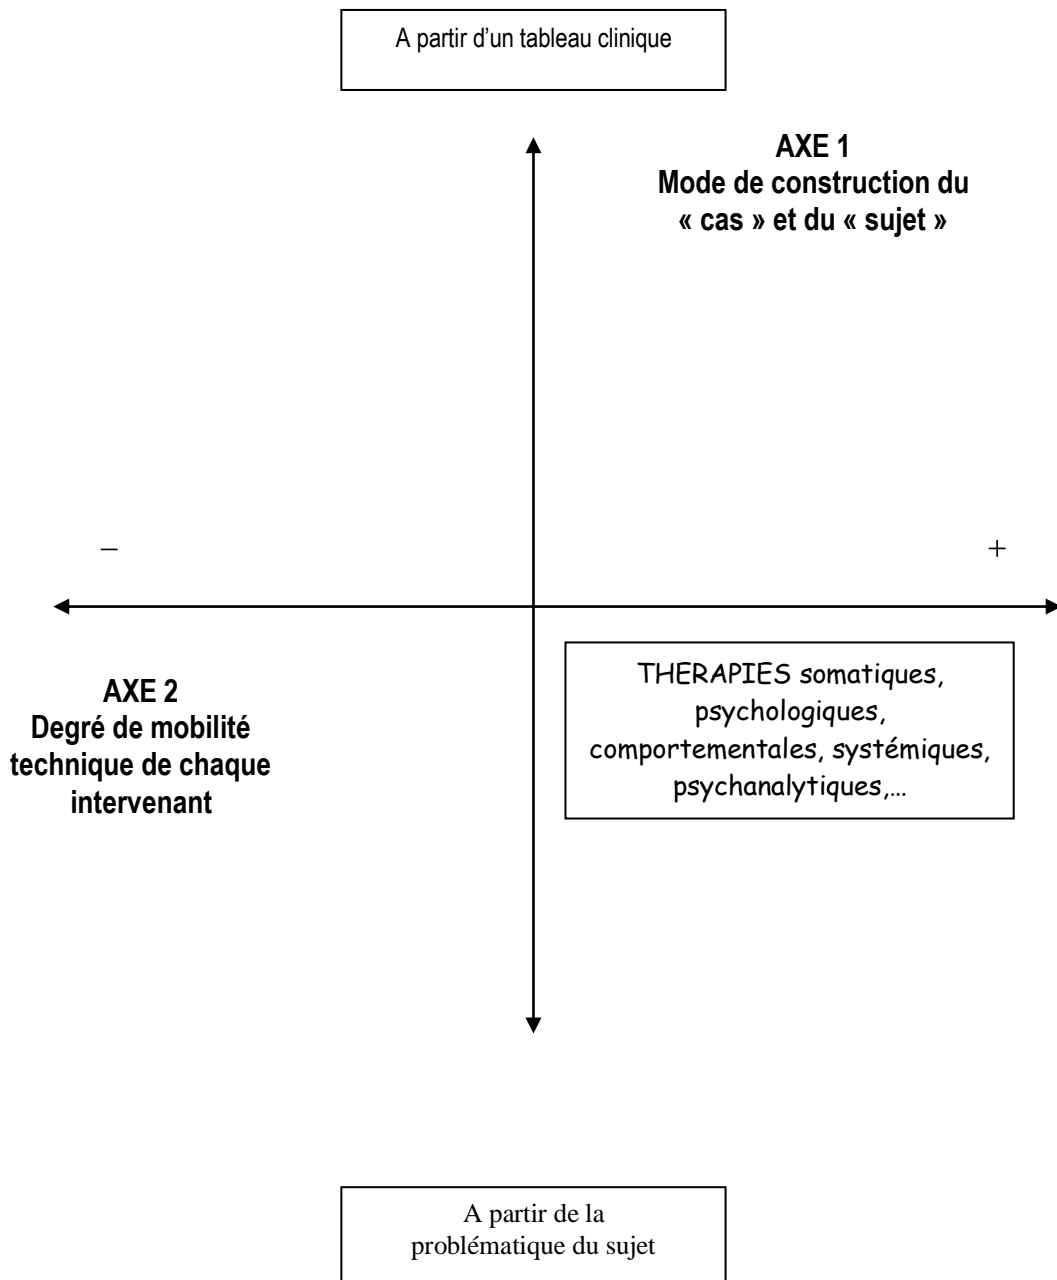 A partir d’un tableau clinique
AXE 1
Mode de construction du
« cas » et du « sujet »
–
+
AXE 2
Degré de mobilité
technique de chaque
intervenant
THERAPIES somatiques,
psychologiques,
comportementales, systémiques,
psychanalytiques,...
A partir de la
problématique du sujet